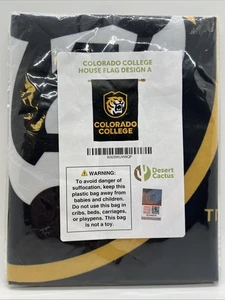 COLORADO COLLEGE
HOUSE FLAG DESIGN A
COLORADO
COLLEGE
Desert
Cactus
WARNING:
To avoid danger of
suffocation, keep this
plastic bag away from
babies and children.
Do not use this bag in
cribs, beds, carriages,
or playpens. This bag
is not a toy.